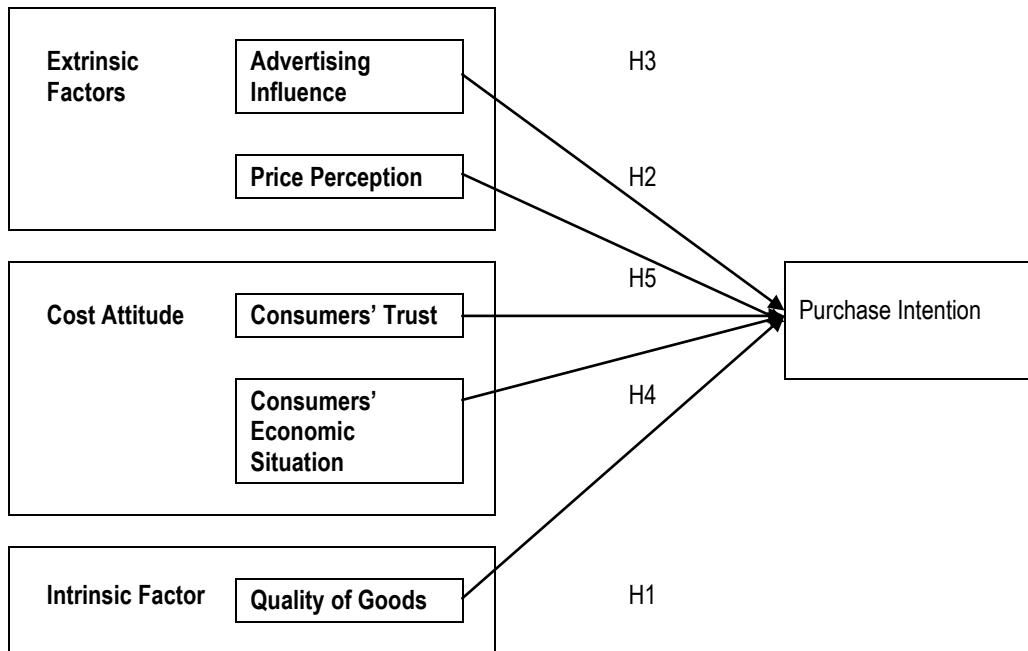 Extrinsic
Factors
Advertising
Influence
H3
Price Perception
H2
Cost Attitude
Consumers’ Trust
H5
Purchase Intention
Consumers’
Economic
Situation
H4
Intrinsic Factor
Quality of Goods
H1